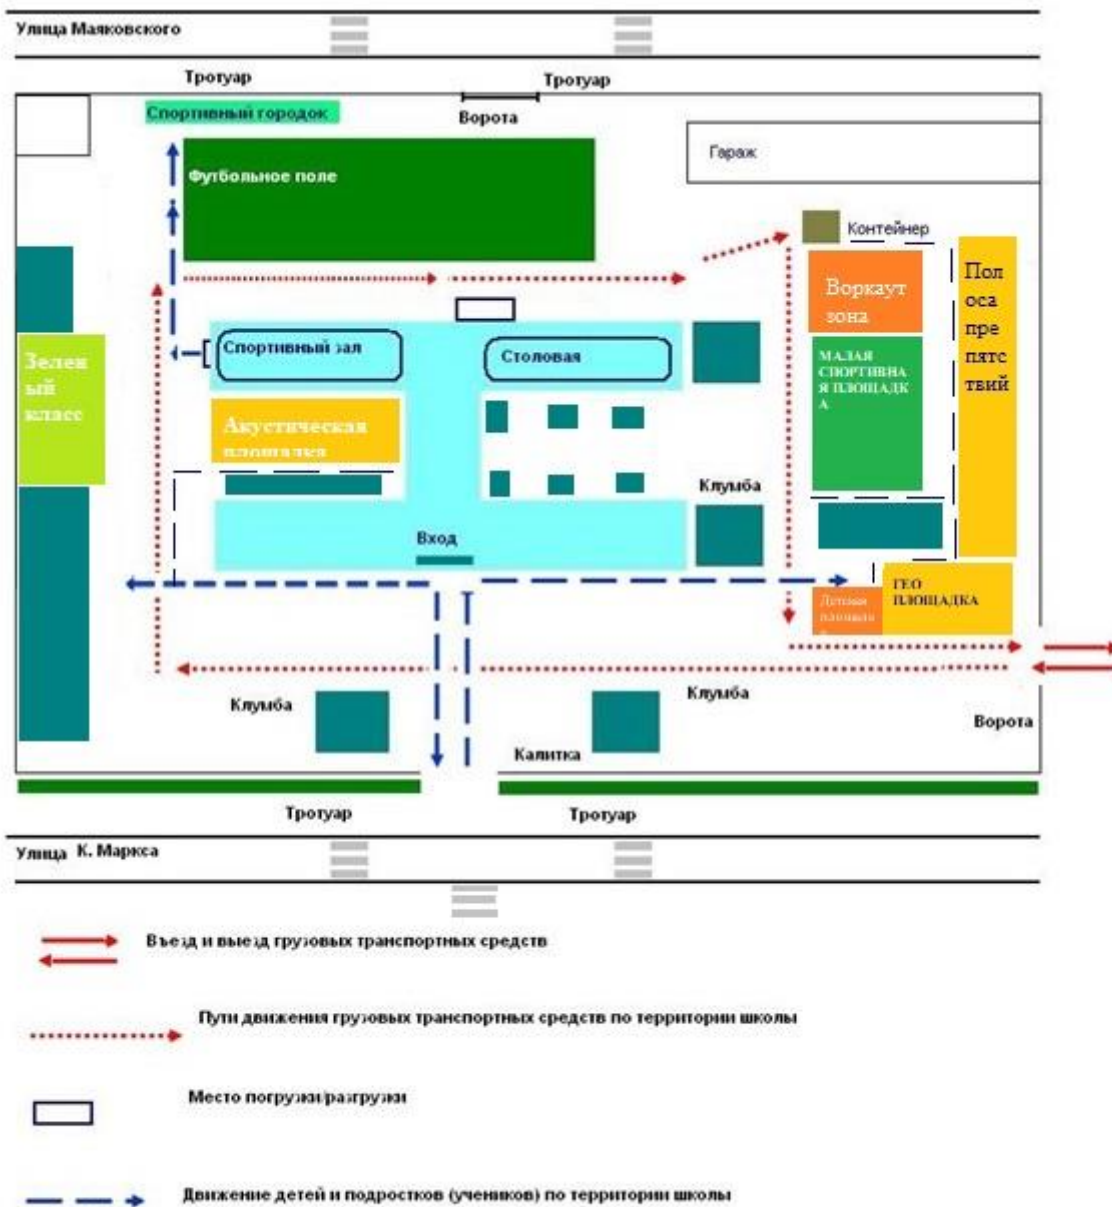 Улица Маяковского
Тротуар
Тротуар
Спортивный городок
Ворота
Футбольное поле
Гараж
Контейнер
Воркаут
зона
Пол
оса
пре
пятс
твий
Спортивный зал
Столовая
МАЛАЯ
СПОРТИВНА
Я ПЛОЩАДК
А
Зелен
ый
класс
Акустическая
площадка
Клумба
Вход
Детская
ГЕО
ПЛОЩАДКА
Клумба
Клумба
Ворота
Калитка
Тротуар
Тротуар
Улица К. Маркса
Въезд и выезд грузовых транспортных средств
Пути движения грузовых транспортных средств по территории школы
Место погрузки/разгрузки
Движение детей и подростков (учеников) по территории школы